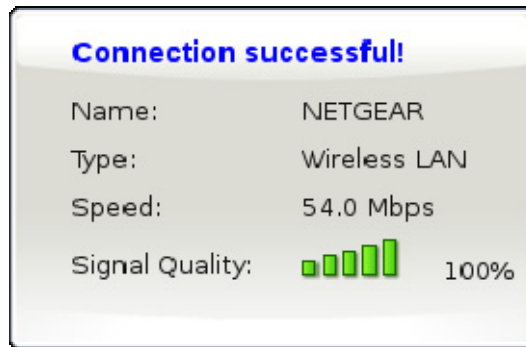 Connection successful!
Name: NETGEAR
Type: Wireless LAN
Speed: 54.0 Mbps
Signal Quality: 100%